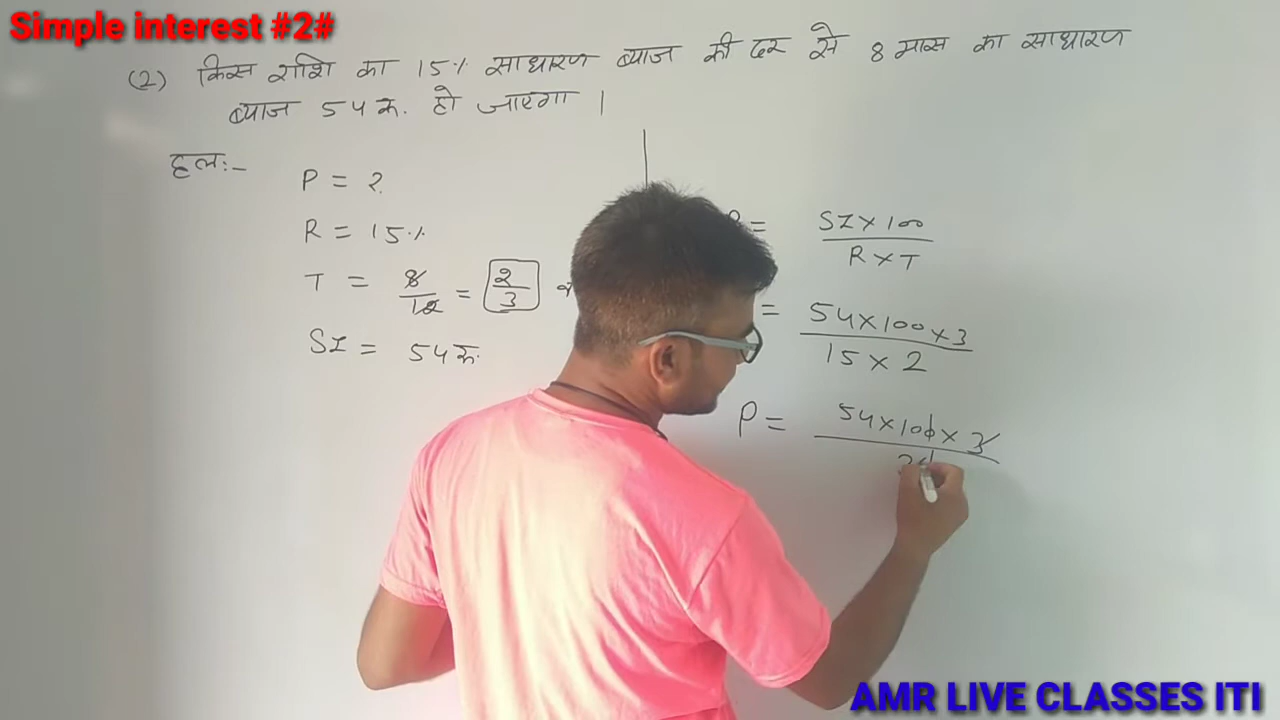 Simple interest #2#
(2) किस राशि का 15% साधारण ब्याज की दर से 8 मास का साधारण
ब्याज 54 रू. हो जाएगा ।
हल:-
P = ?
R = 15%
T = 8/12 = 2/3
SI = 54 रू.
= SI×100 / R×T
= 54×100×3 / 15×2
P = 54×100×3 / 30
AMR LIVE CLASSES ITI